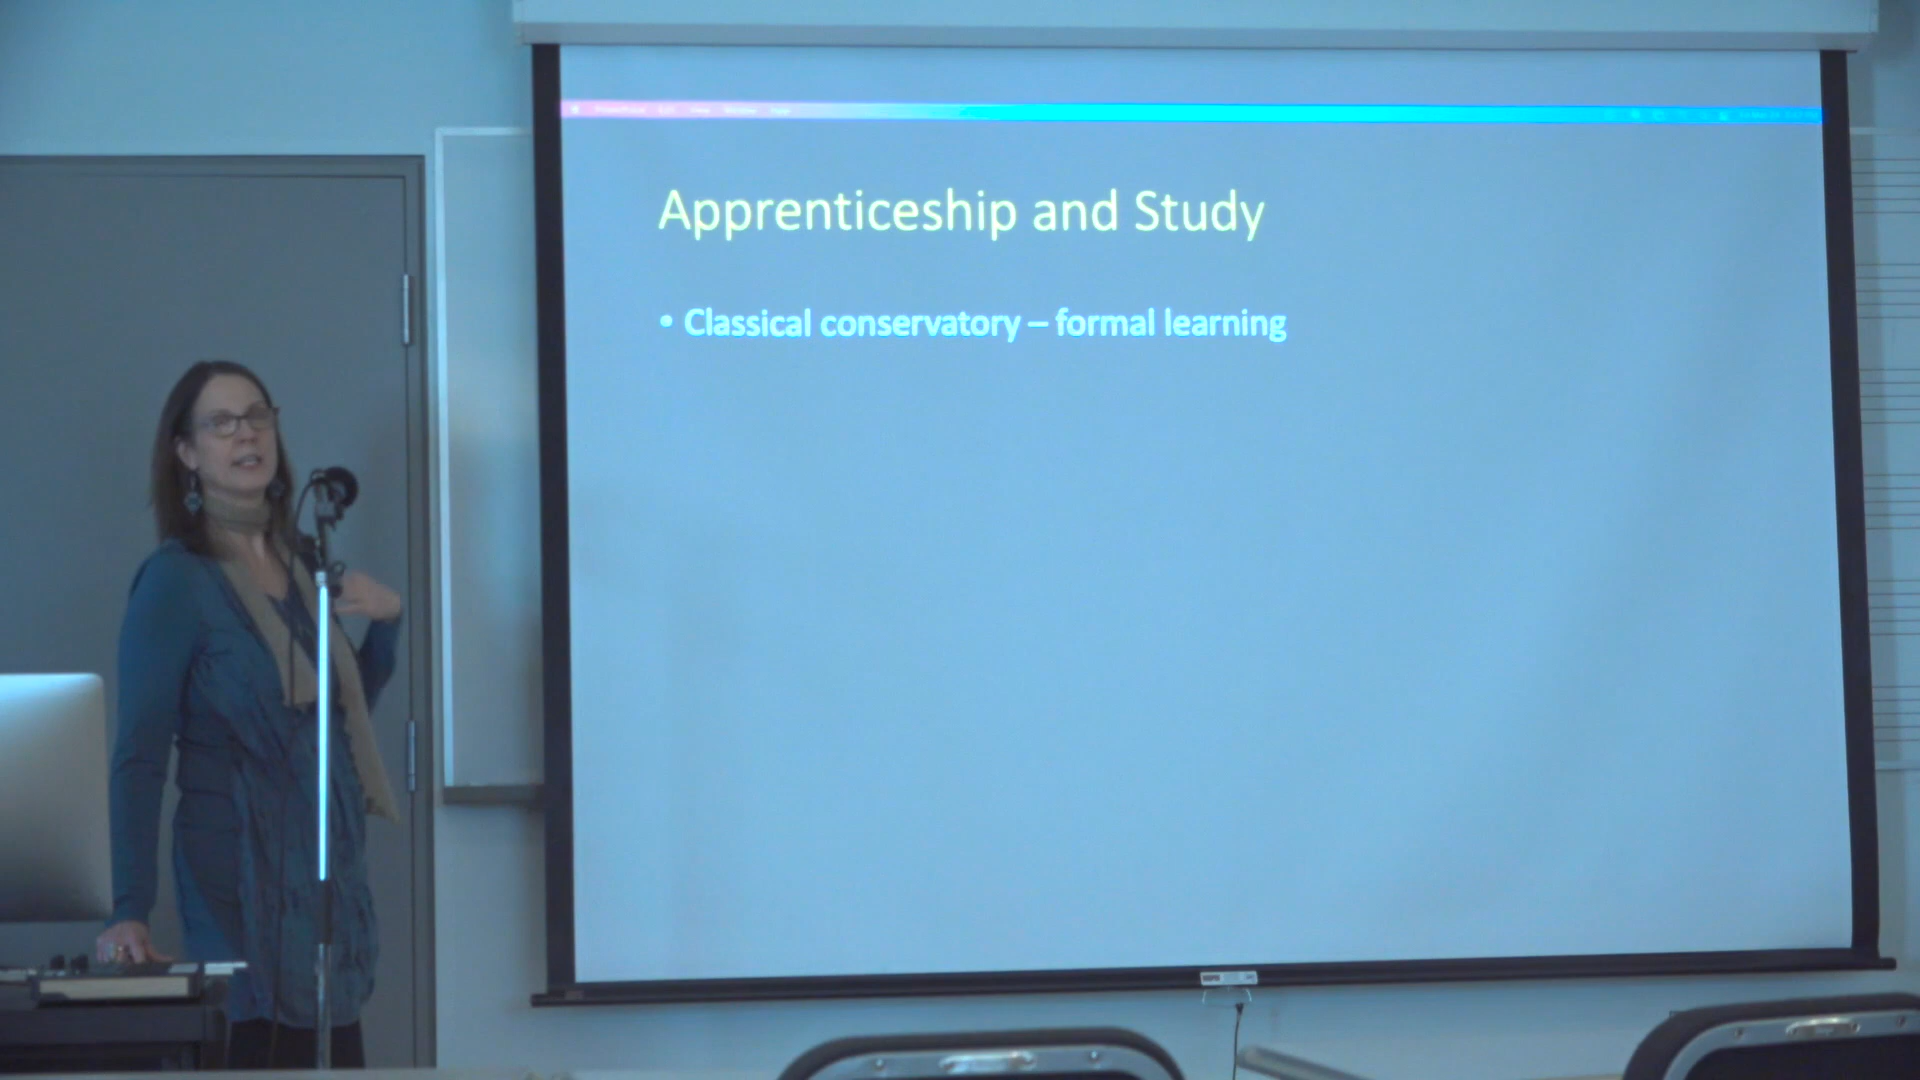 Apprenticeship and Study
• Classical conservatory – formal learning